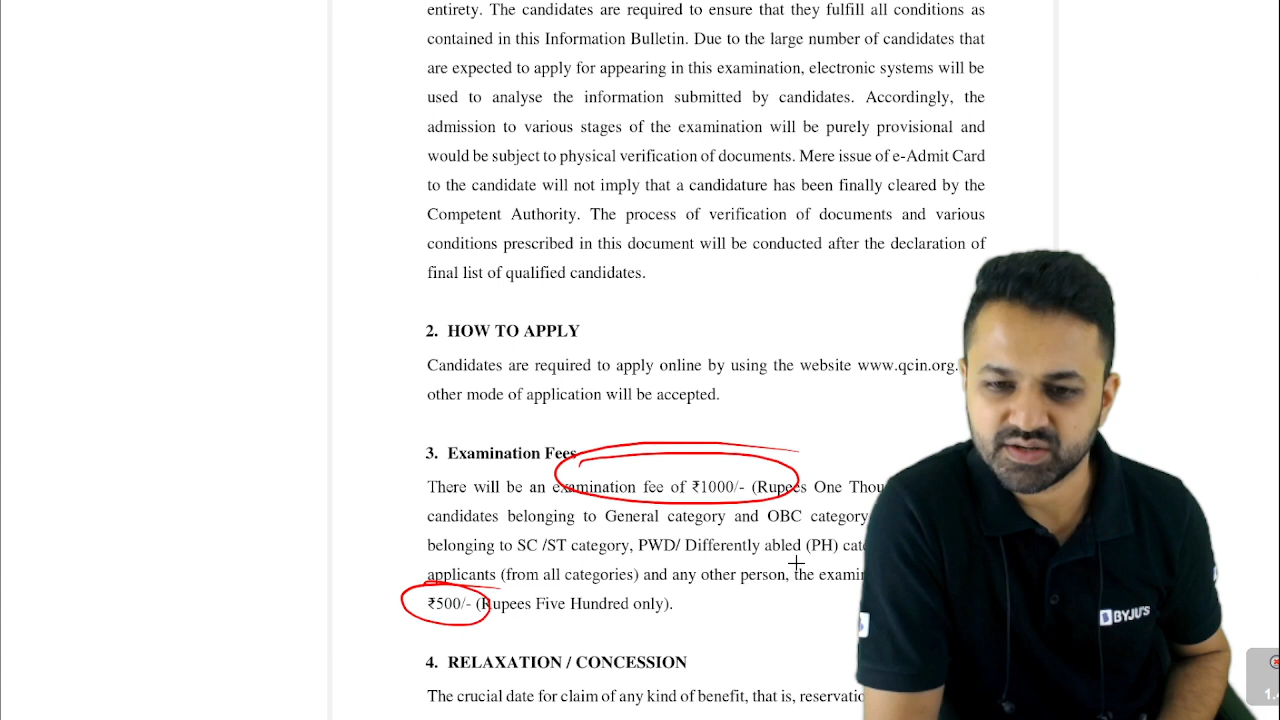 entirety. The candidates are required to ensure that they fulfill all conditions as
contained in this Information Bulletin. Due to the large number of candidates that
are expected to apply for appearing in this examination, electronic systems will be
used to analyse the information submitted by candidates. Accordingly, the
admission to various stages of the examination will be purely provisional and
would be subject to physical verification of documents. Mere issue of e-Admit Card
to the candidate will not imply that a candidature has been finally cleared by the
Competent Authority. The process of verification of documents and various
conditions prescribed in this document will be conducted after the declaration of
final list of qualified candidates.
2. HOW TO APPLY
Candidates are required to apply online by using the website www.qcin.org.
other mode of application will be accepted.
3. Examination Fees
There will be an examination fee of ₹1000/- (Rupees One
candidates belonging to General category and OBC category
belonging to SC /ST category, PWD/ Differently abled (PH)
applicants (from all categories) and any other person, the
₹500/- (Rupees Five Hundred only).
4. RELAXATION / CONCESSION
The crucial date for claim of any kind of benefit, that is,
BYJU'S